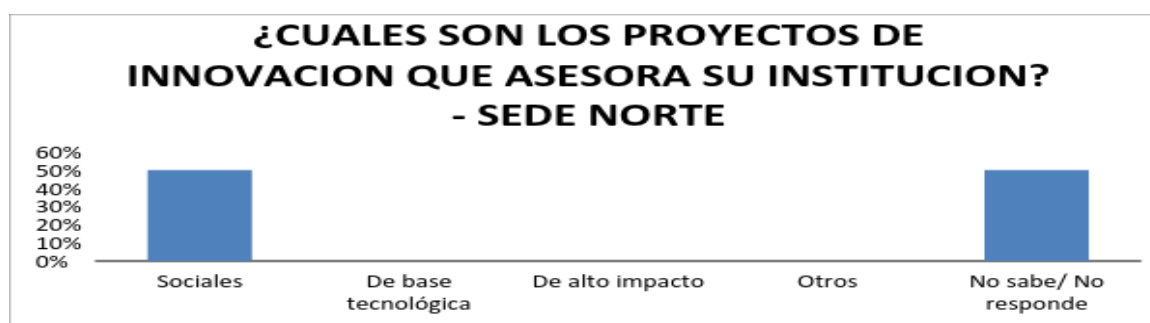 ¿CUALES SON LOS PROYECTOS DE
INNOVACION QUE ASESORA SU INSTITUCION?
- SEDE NORTE
60%
50%
40%
30%
20%
10%
0%
Sociales
De base
tecnológica
De alto impacto
Otros
No sabe/ No
responde